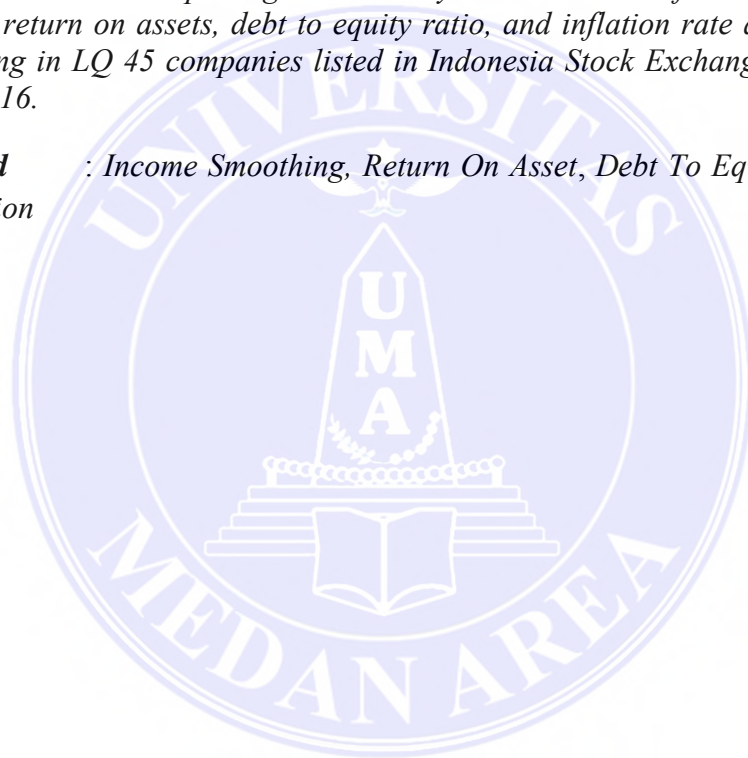 return on assets, debt to equity ratio, and inflation rate
ng in LQ 45 companies listed in Indonesia Stock Exchang
16.
d : Income Smoothing, Return On Asset, Debt To Eq
ion
UNIVERSITAS
UMA
MEDAN AREA